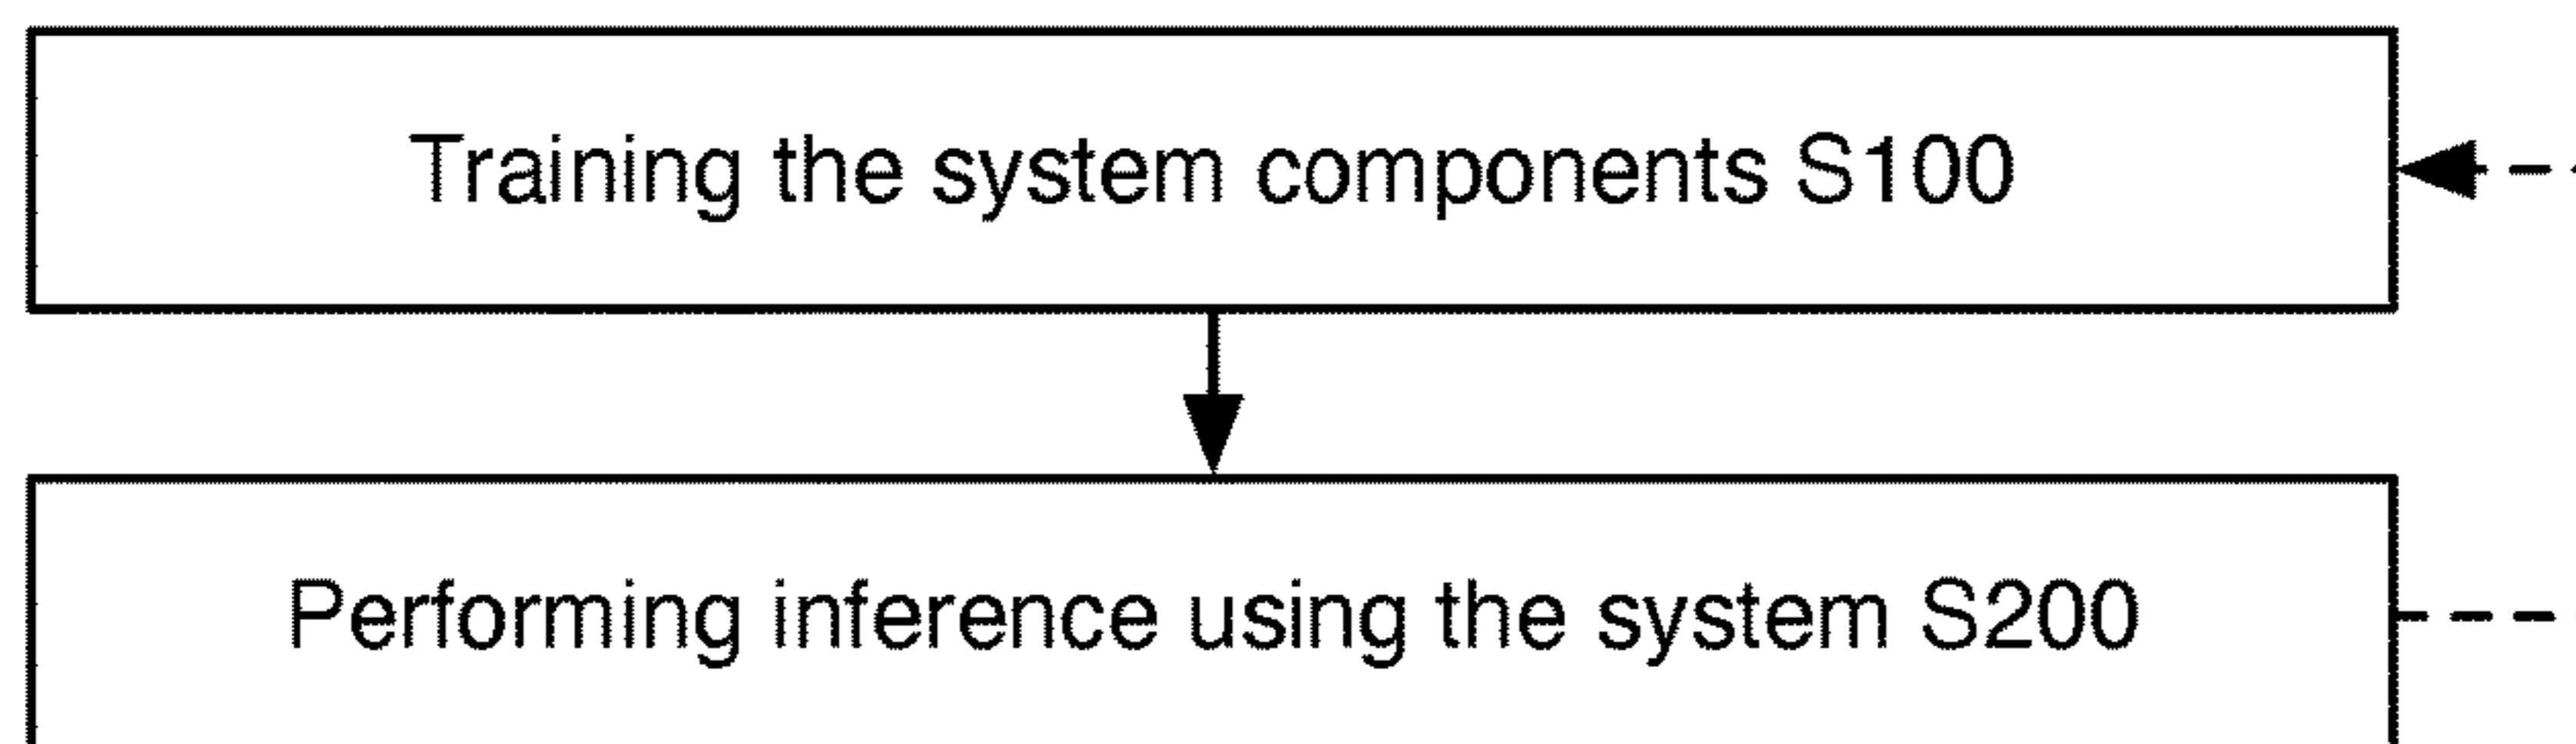 Training the system components S100
Performing inference using the system S200